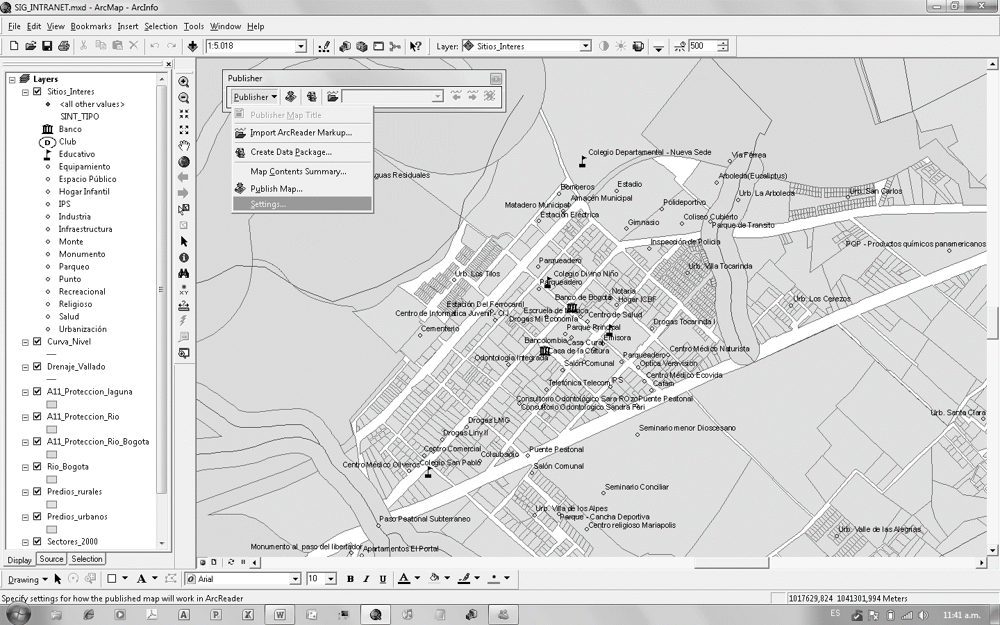 SIG_INTRANET.mxd - ArcMap - ArcInfo
File Edit View Bookmarks Insert Selection Tools Window Help
1:5.018
Layer: Sitios_Interes
500
Layers
Sitios_Interes
<all other values>
SINT_TIPO
Banco
D Club
Educativo
Equipamiento
Espacio Público
Hogar Infantil
IPS
Industria
Infraestructura
Monte
Monumento
Parqueo
Punto
Recreacional
Religioso
Salud
Urbanización
Curva_Nivel
Drenaje_Vallado
A11_Proteccion_laguna
A11_Proteccion_Rio
A11_Proteccion_Rio_Bogota
Rio_Bogota
Predios_rurales
Predios_urbanos
Sectores_2000
Display Source Selection
Publisher
Publisher
Publisher Map Title
Import ArcReader Markup...
Create Data Package...
Map Contents Summary...
Publish Map...
Settings...
guas Residuales
Colegio Departamental - Nueva Sede
Vía Férrea
Arboleda(Eucaliptus)
Bomberos
Estadio
Urb. La Arboleda
Urb. San Carlos
Almacén Municipal
Matadero Municipal
Polideportivo
Estación Eléctrica
Coliseo Cubierto
Gimnasio
Parque de Transito
Inspección de Policia
PQP - Productos químicos panamericanos
Parqueadero
Urb. Villa Tocarinda
Urb. Los Tilos
Colegio Divino Niño
Parqueadero
Notaria
Banco de Bogotá
Hogar ICBF
Urb. Los Cerezos
Estación Del Ferrocarril
Escruela de Música
Centro de Informática Juvenil - CIJ
Centro de Salud
Drogas Mi Economía
Drogas Tocarinda I
Cementerio
Parque Principal
Emisora
Bancolombia
Casa Cural
Centro Médico Naturista
Casa de la Cultura
Parqueadero
Odontología Integrada
Salón Comunal
Optica Veravisión
Centro Médico Ecovida
Telefónica Telecom
IPS
Cafam
Consultorio Odontológico Sara ROzo
Puente Peatonal
Consultorio Odontologico Sandra Pari
Urb. Santa Clara
Drogas LMG
Seminario menor Dioscesano
Drogas Liny II
Centro Comercial
Puente Peatonal
Colsubsidio
Centro Médico Oliveros
Colegio San Pablo
Salón Comunal
Seminario Conciliar
Urb. Villa de los Alpes
Paso Peatonal Subterraneo
Parque - Cancha Deportiva
Centro religioso Mariapolis
Urb. Valle de las Alegrias
Monumento al paso del libertador
Apartamentos El Portal
Drawing A Arial 10 B I U A
Specify settings for how the published map will work in ArcReader
1017629,824 1041301,994 Meters
ES 11:41 a.m.